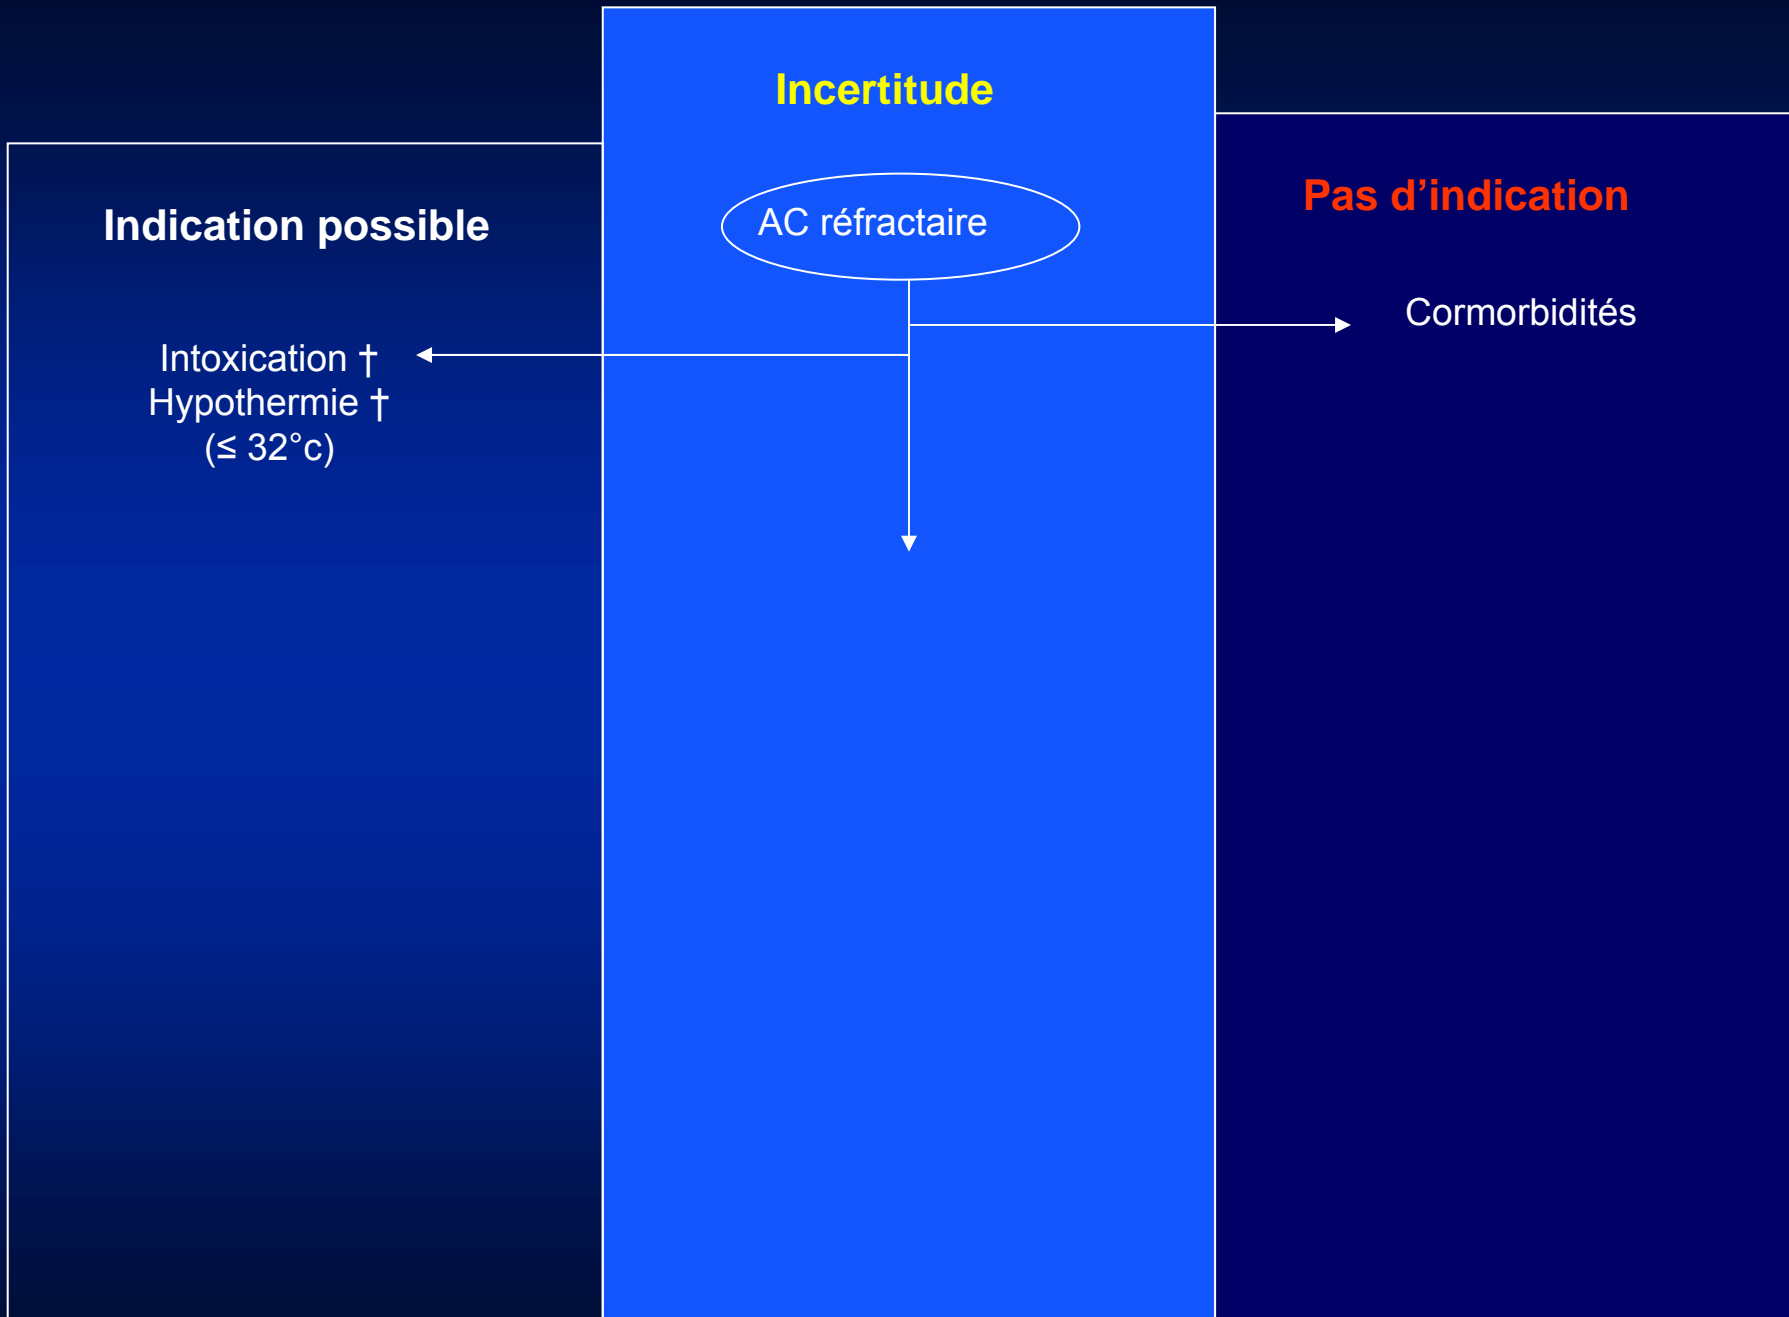 Incertitude
AC réfractaire
Indication possible
Intoxication †
Hypothermie †
(≤ 32°c)
Pas d’indication
Cormorbidités